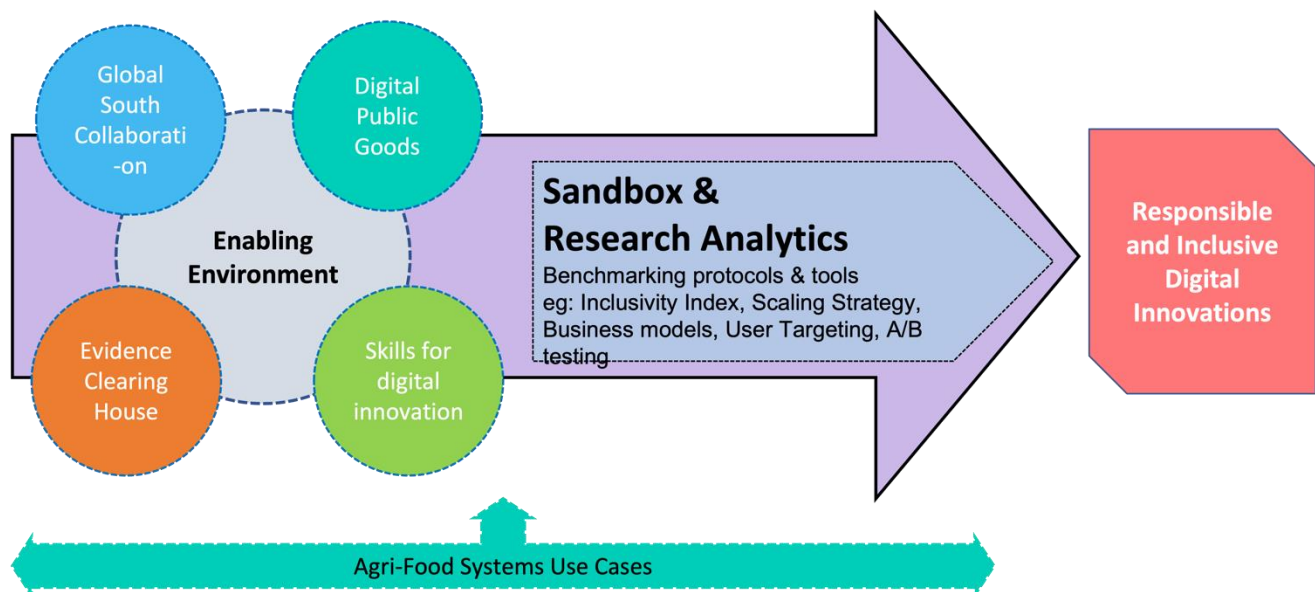 Global
South
Collaborati
-on
Digital
Public
Goods
Enabling
Environment
Evidence
Clearing
House
Skills for
digital
innovation
Sandbox &
Research Analytics
Benchmarking protocols & tools
eg: Inclusivity Index, Scaling Strategy,
Business models, User Targeting, A/B
testing
Responsible
and Inclusive
Digital
Innovations
Agri-Food Systems Use Cases